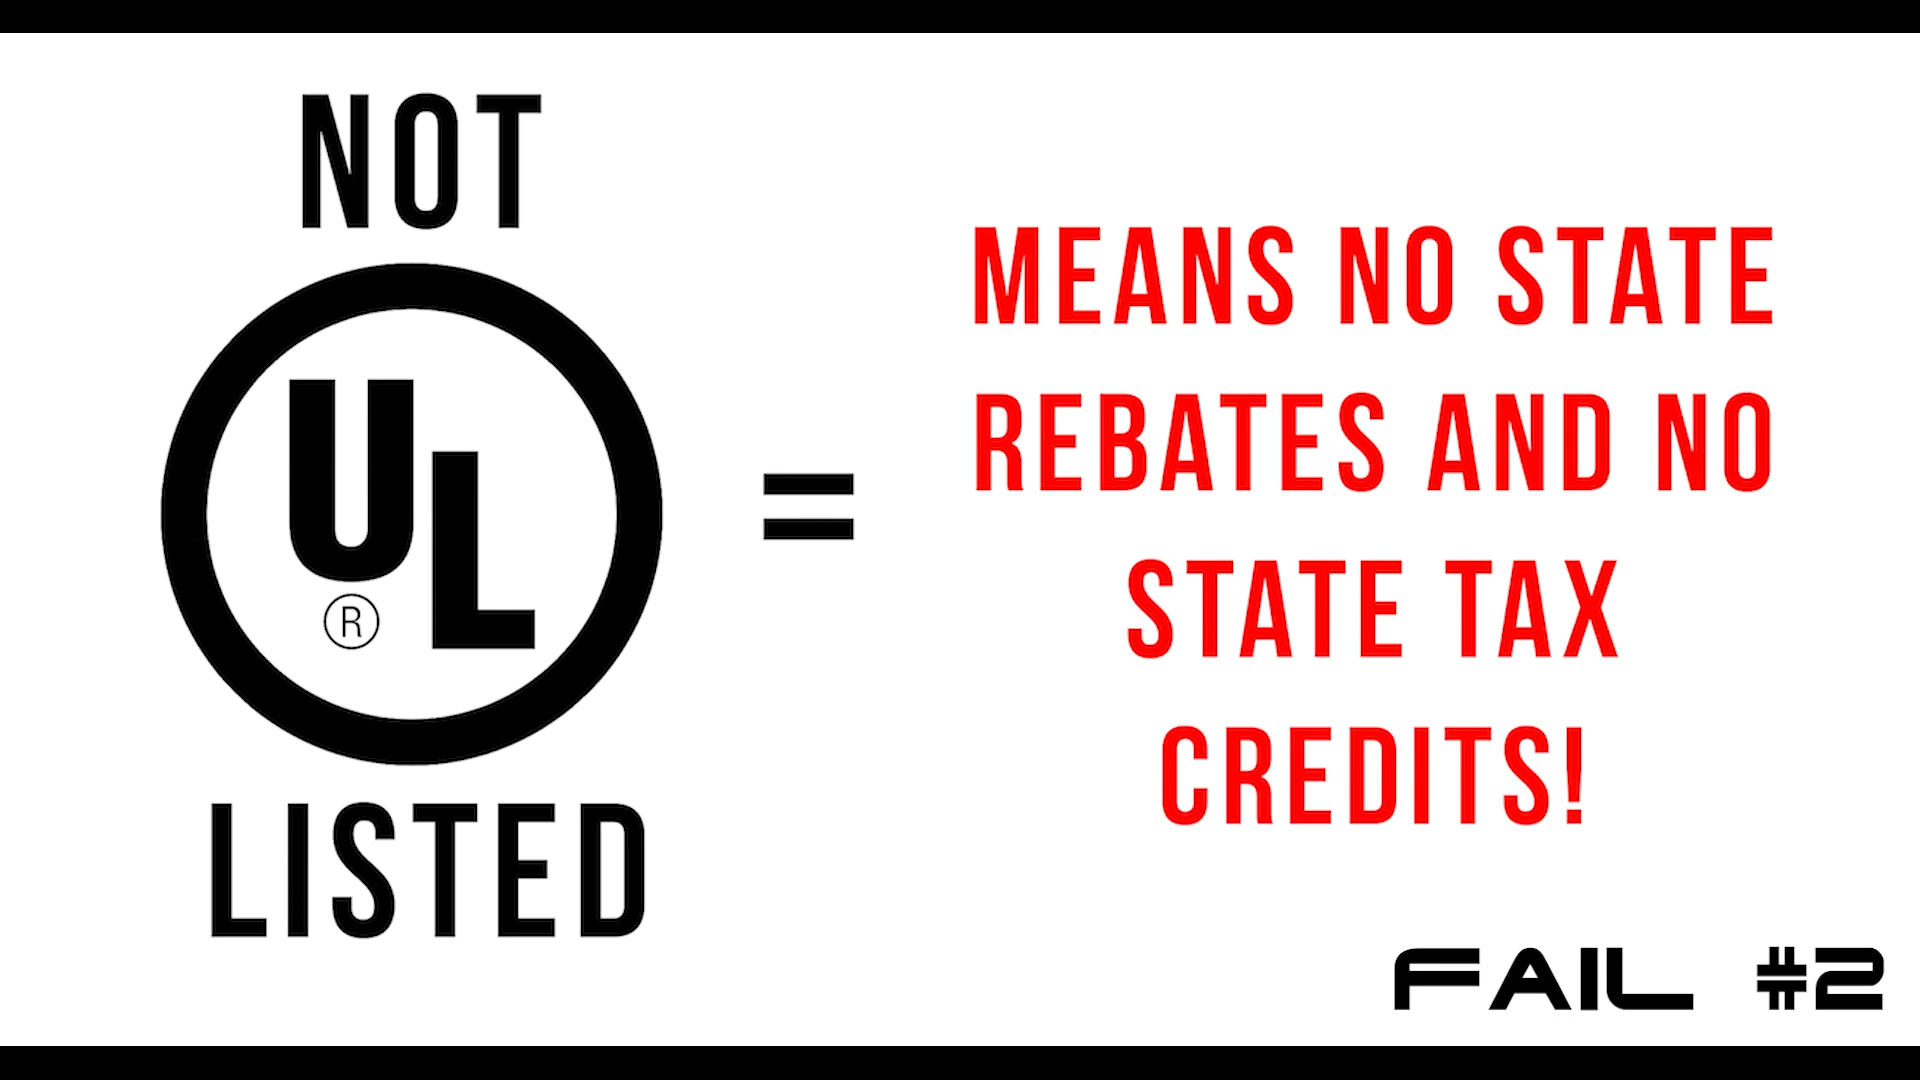 NOT
UL
®
LISTED
=
MEANS NO STATE
REBATES AND NO
STATE TAX
CREDITS!
FAIL #2